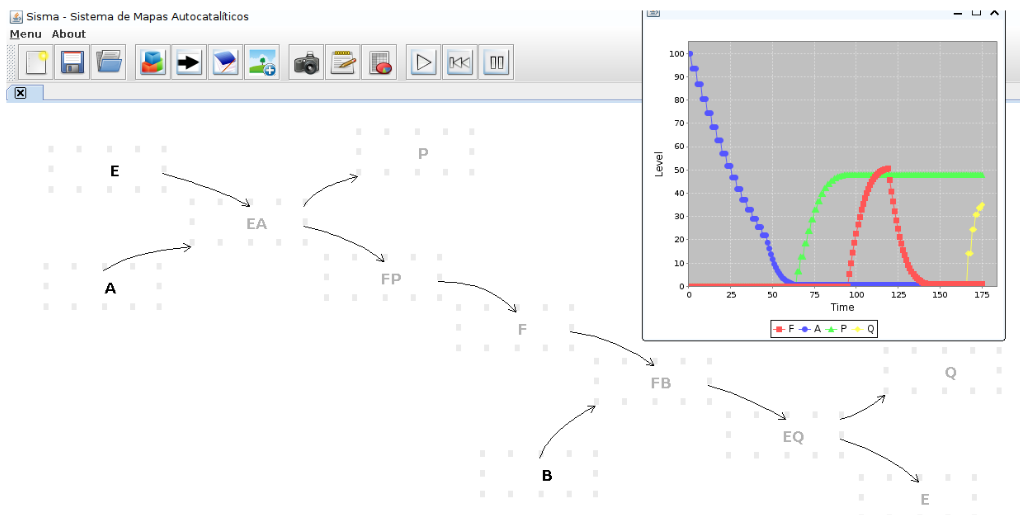 Sisma - Sistema de Mapas Autocatalíticos
Menu About
E
A
EA
P
FP
F
FB
B
EQ
Q
E
Level
100
90
80
70
60
50
40
30
20
10
0
0 25 50 75 100 125 150 175
Time
F A P Q